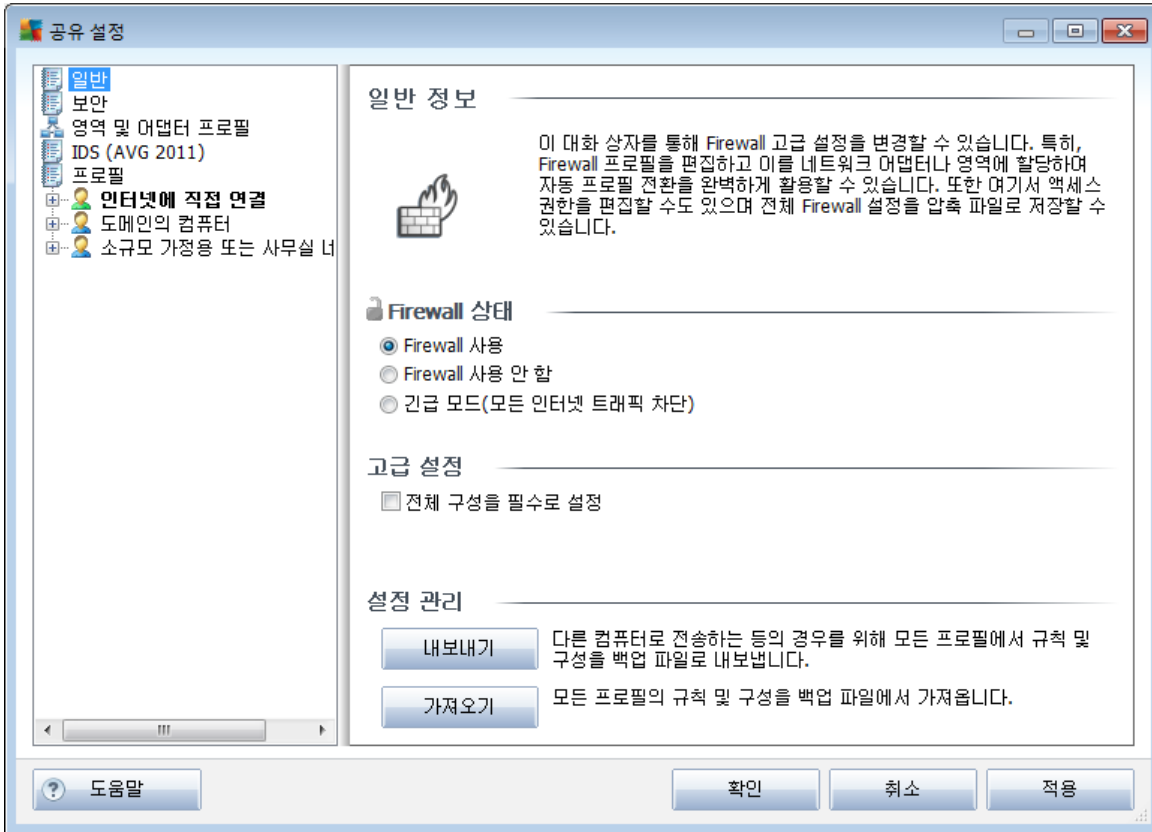 공유 설정
일반
보안
영역 및 어댑터 프로필
IDS (AVG 2011)
프로필
인터넷에 직접 연결
도메인의 컴퓨터
소규모 가정용 또는 사무실 너
일반 정보
이 대화 상자를 통해 Firewall 고급 설정을 변경할 수 있습니다. 특히,
Firewall 프로필을 편집하고 이를 네트워크 어댑터나 영역에 할당하여
자동 프로필 전환을 완벽하게 활용할 수 있습니다. 또한 여기서 액세스
권한을 편집할 수도 있으며 전체 Firewall 설정을 압축 파일로 저장할 수
있습니다.
Firewall 상태
Firewall 사용
Firewall 사용 안 함
긴급 모드(모든 인터넷 트래픽 차단)
고급 설정
전체 구성을 필수로 설정
설정 관리
내보내기
다른 컴퓨터로 전송하는 등의 경우를 위해 모든 프로필에서 규칙 및
구성을 백업 파일로 내보냅니다.
가져오기
모든 프로필의 규칙 및 구성을 백업 파일에서 가져옵니다.
도움말
확인
취소
적용